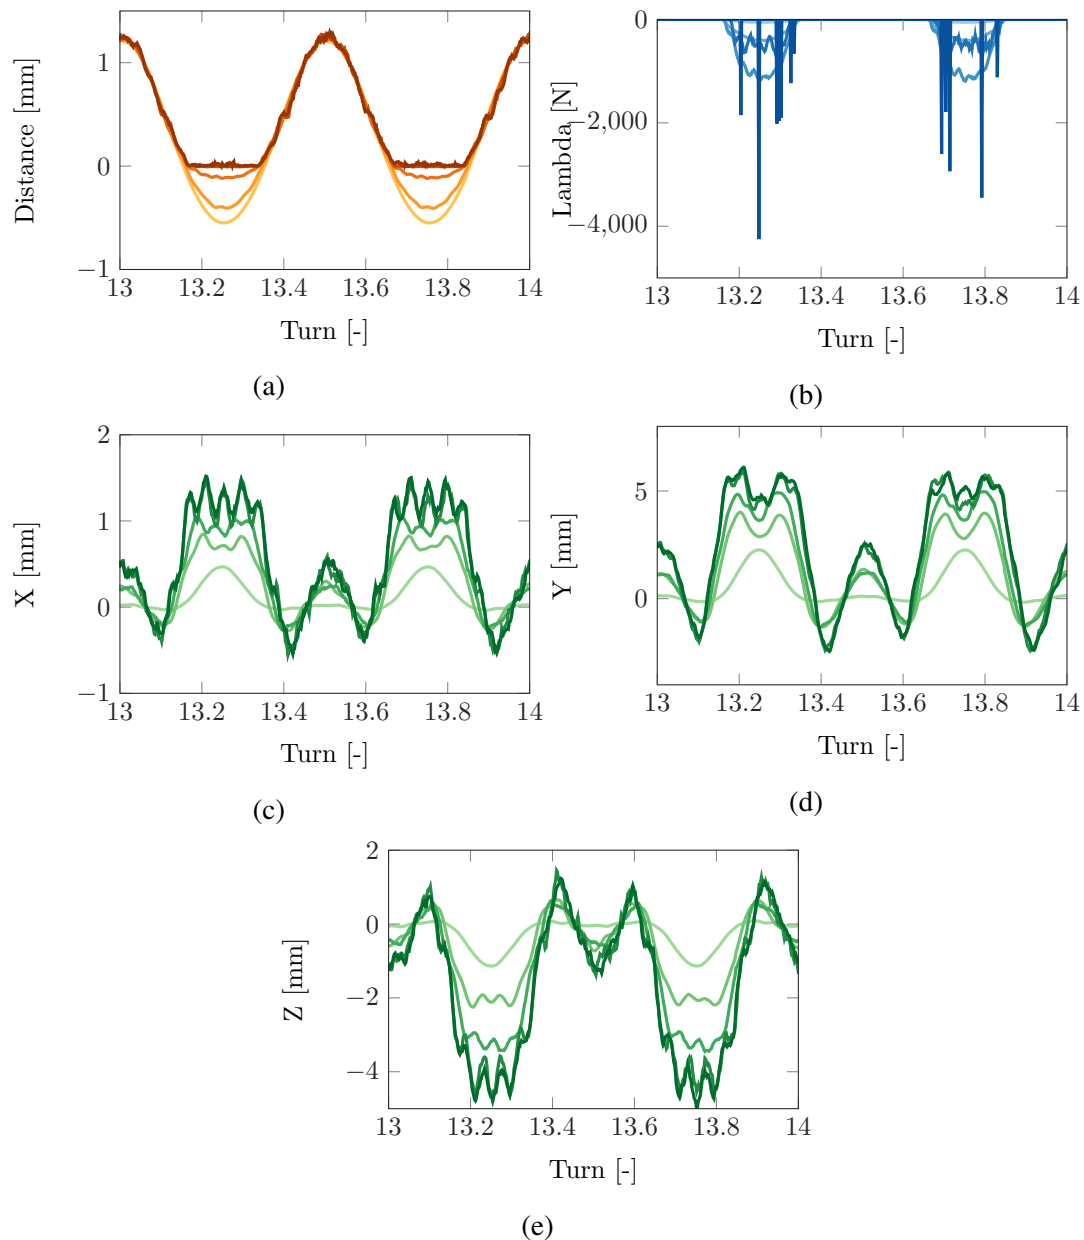 Distance [mm]
1
0
−1
13 13.2 13.4 13.6 13.8 14
Turn [-]
(a)
Lambda [N]
0
−2,000
−4,000
13 13.2 13.4 13.6 13.8 14
Turn [-]
(b)
X [mm]
2
1
0
−1
13 13.2 13.4 13.6 13.8 14
Turn [-]
(c)
Y [mm]
5
0
13 13.2 13.4 13.6 13.8 14
Turn [-]
(d)
Z [mm]
2
0
−2
−4
13 13.2 13.4 13.6 13.8 14
Turn [-]
(e)